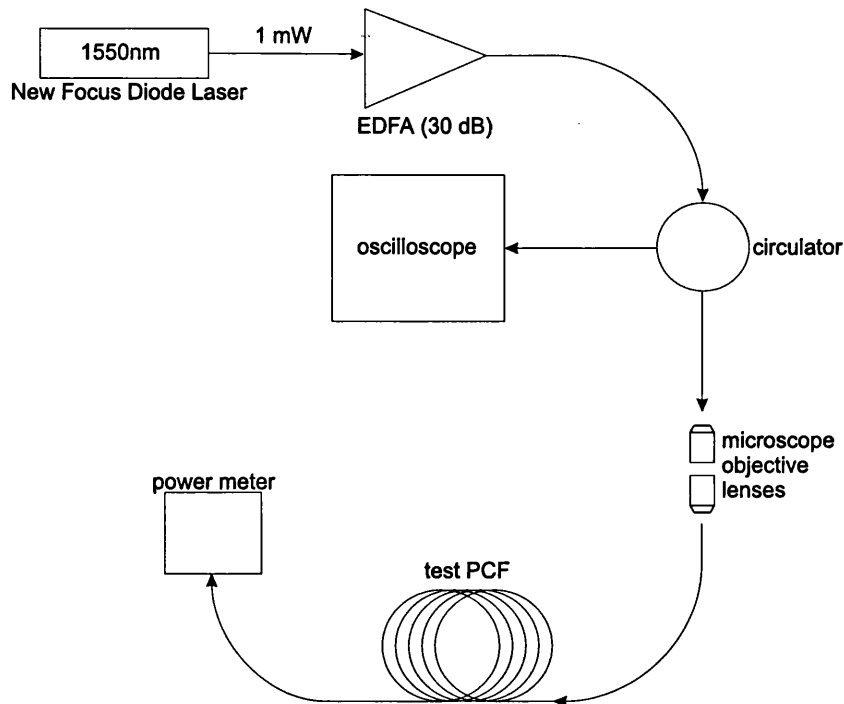 1550nm
1 mW
New Focus Diode Laser
EDFA (30 dB)
oscilloscope
circulator
microscope
objective
lenses
power meter
test PCF